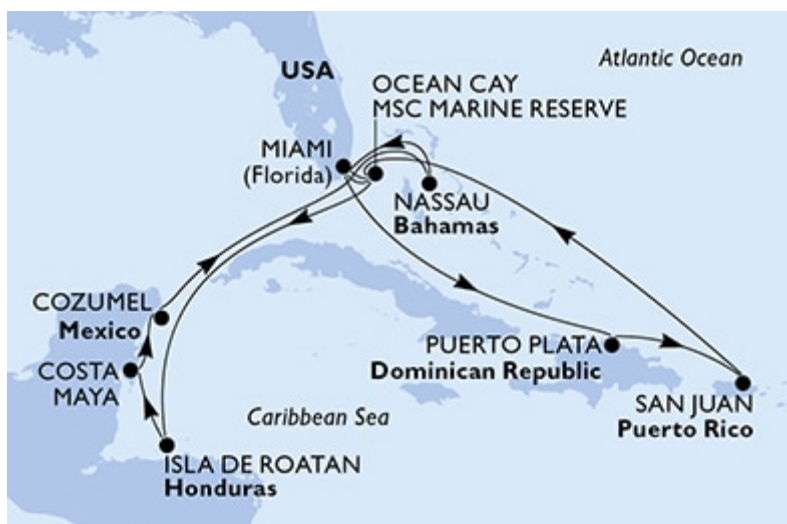 Atlantic Ocean
USA
OCEAN CAY
MSC MARINE RESERVE
MIAMI
(Florida)
NASSAU
Bahamas
COZUMEL
Mexico
COSTA
MAYA
PUERTO PLATA
Dominican Republic
SAN JUAN
Puerto Rico
Caribbean Sea
ISLA DE ROATAN
Honduras